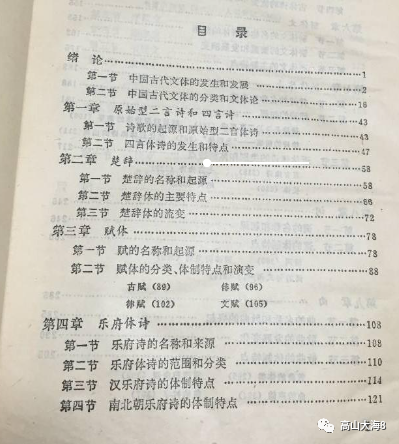 目 录
绪 论……1
第一节 中国古代文体的发生和发展……2
第二节 中国古代文体的分类和文体论……16
第一章 原始型二言诗和四言诗……43
第一节 诗歌的起源和原始型二言体诗……43
第二节 四言体诗的发生和特点……47
第二章 楚辞……58
第一节 楚辞的名称和起源……58
第二节 楚辞体的主要特点……66
第三节 楚辞体的流变……72
第三章 赋体……78
第一节 赋的名称和起源……78
第二节 赋体的分类、体制特点和演变……88
古赋（89） 俳赋（96）
律赋（102） 文赋（105）
第四章 乐府体诗……108
第一节 乐府诗的名称和来源……108
第二节 乐府体诗的范围和分类……110
第三节 汉乐府诗的体制特点……114
第四节 南北朝乐府诗的体制特点……121
高山大海8